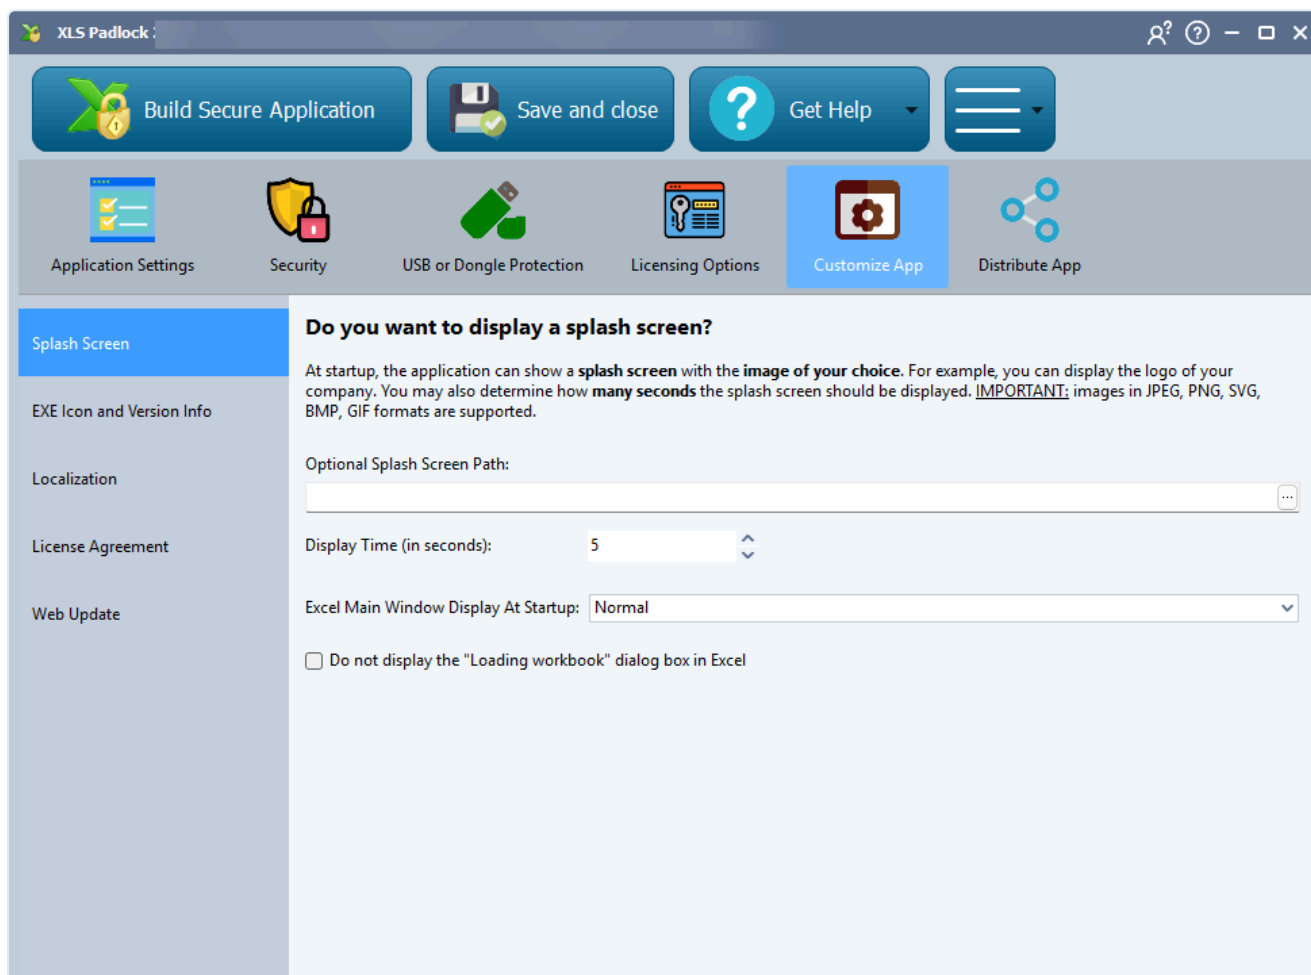 XLS Padlock
Build Secure Application
Save and close
Get Help
Application Settings
Security
USB or Dongle Protection
Licensing Options
Customize App
Distribute App
Splash Screen
EXE Icon and Version Info
Localization
License Agreement
Web Update
Do you want to display a splash screen?
At startup, the application can show a splash screen with the image of your choice. For example, you can display the logo of your
company. You may also determine how many seconds the splash screen should be displayed. IMPORTANT: images in JPEG, PNG, SVG,
BMP, GIF formats are supported.
Optional Splash Screen Path:
...
Display Time (in seconds): 5
Excel Main Window Display At Startup: Normal
Do not display the "Loading workbook" dialog box in Excel